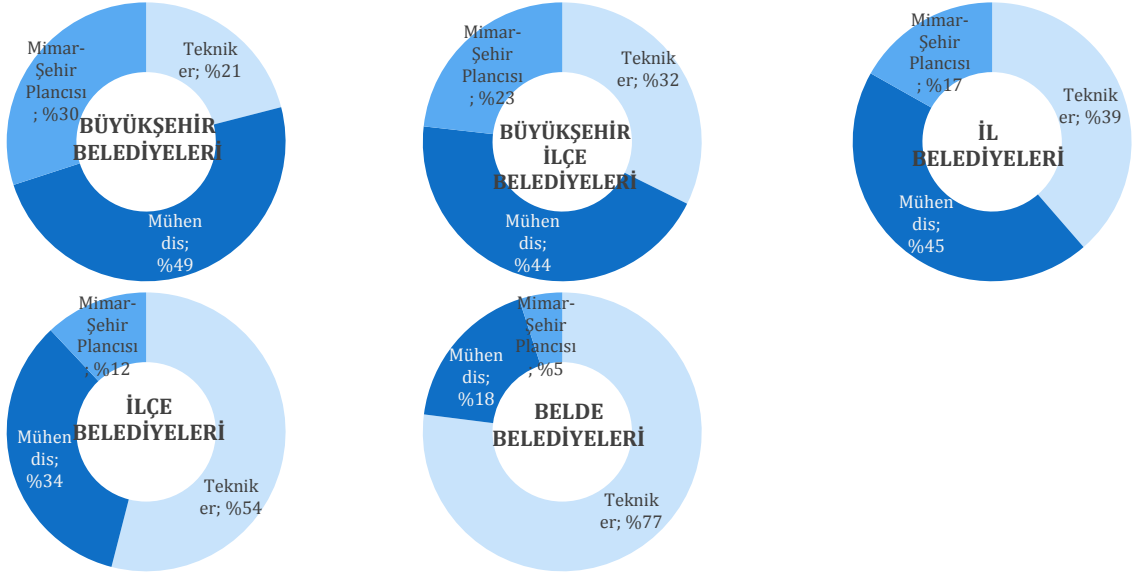 Mimar-
Şehir
Plancısı
; %30
Teknik
er; %21
BÜYÜKŞEHİR
BELEDİYELERİ
Mühen
dis;
%49
Mimar-
Şehir
Plancısı
; %23
Teknik
er; %32
BÜYÜKŞEHİR
İLÇE
BELEDİYELERİ
Mühen
dis;
%44
Mimar-
Şehir
Plancısı
; %17
Teknik
er; %39
İL
BELEDİYELERİ
Mühen
dis;
%45
Mimar-
Şehir
Plancısı
; %12
İLÇE
BELEDİYELERİ
Mühen
dis;
%34
Teknik
er; %54
Mimar-
Şehir
Plancısı
; %5
Mühen
dis;
%18
BELDE
BELEDİYELERİ
Teknik
er; %77